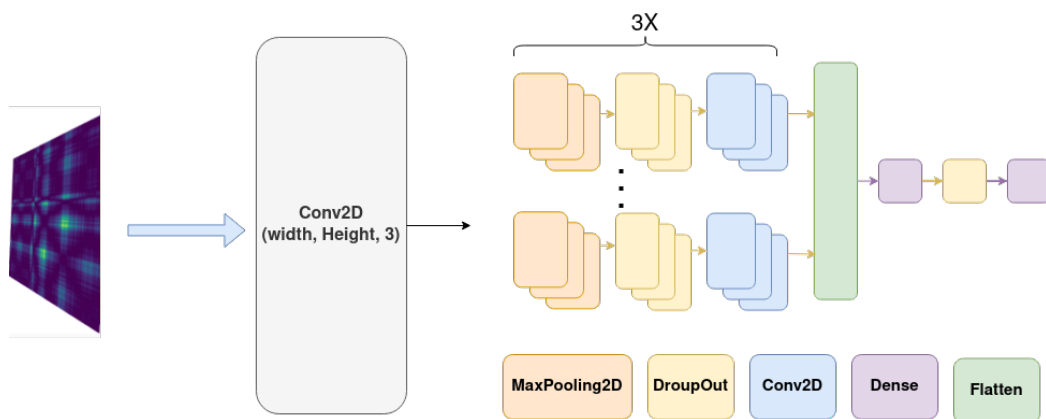 3X
Conv2D
(width, Height, 3)
MaxPooling2D
DroupOut
Conv2D
Dense
Flatten